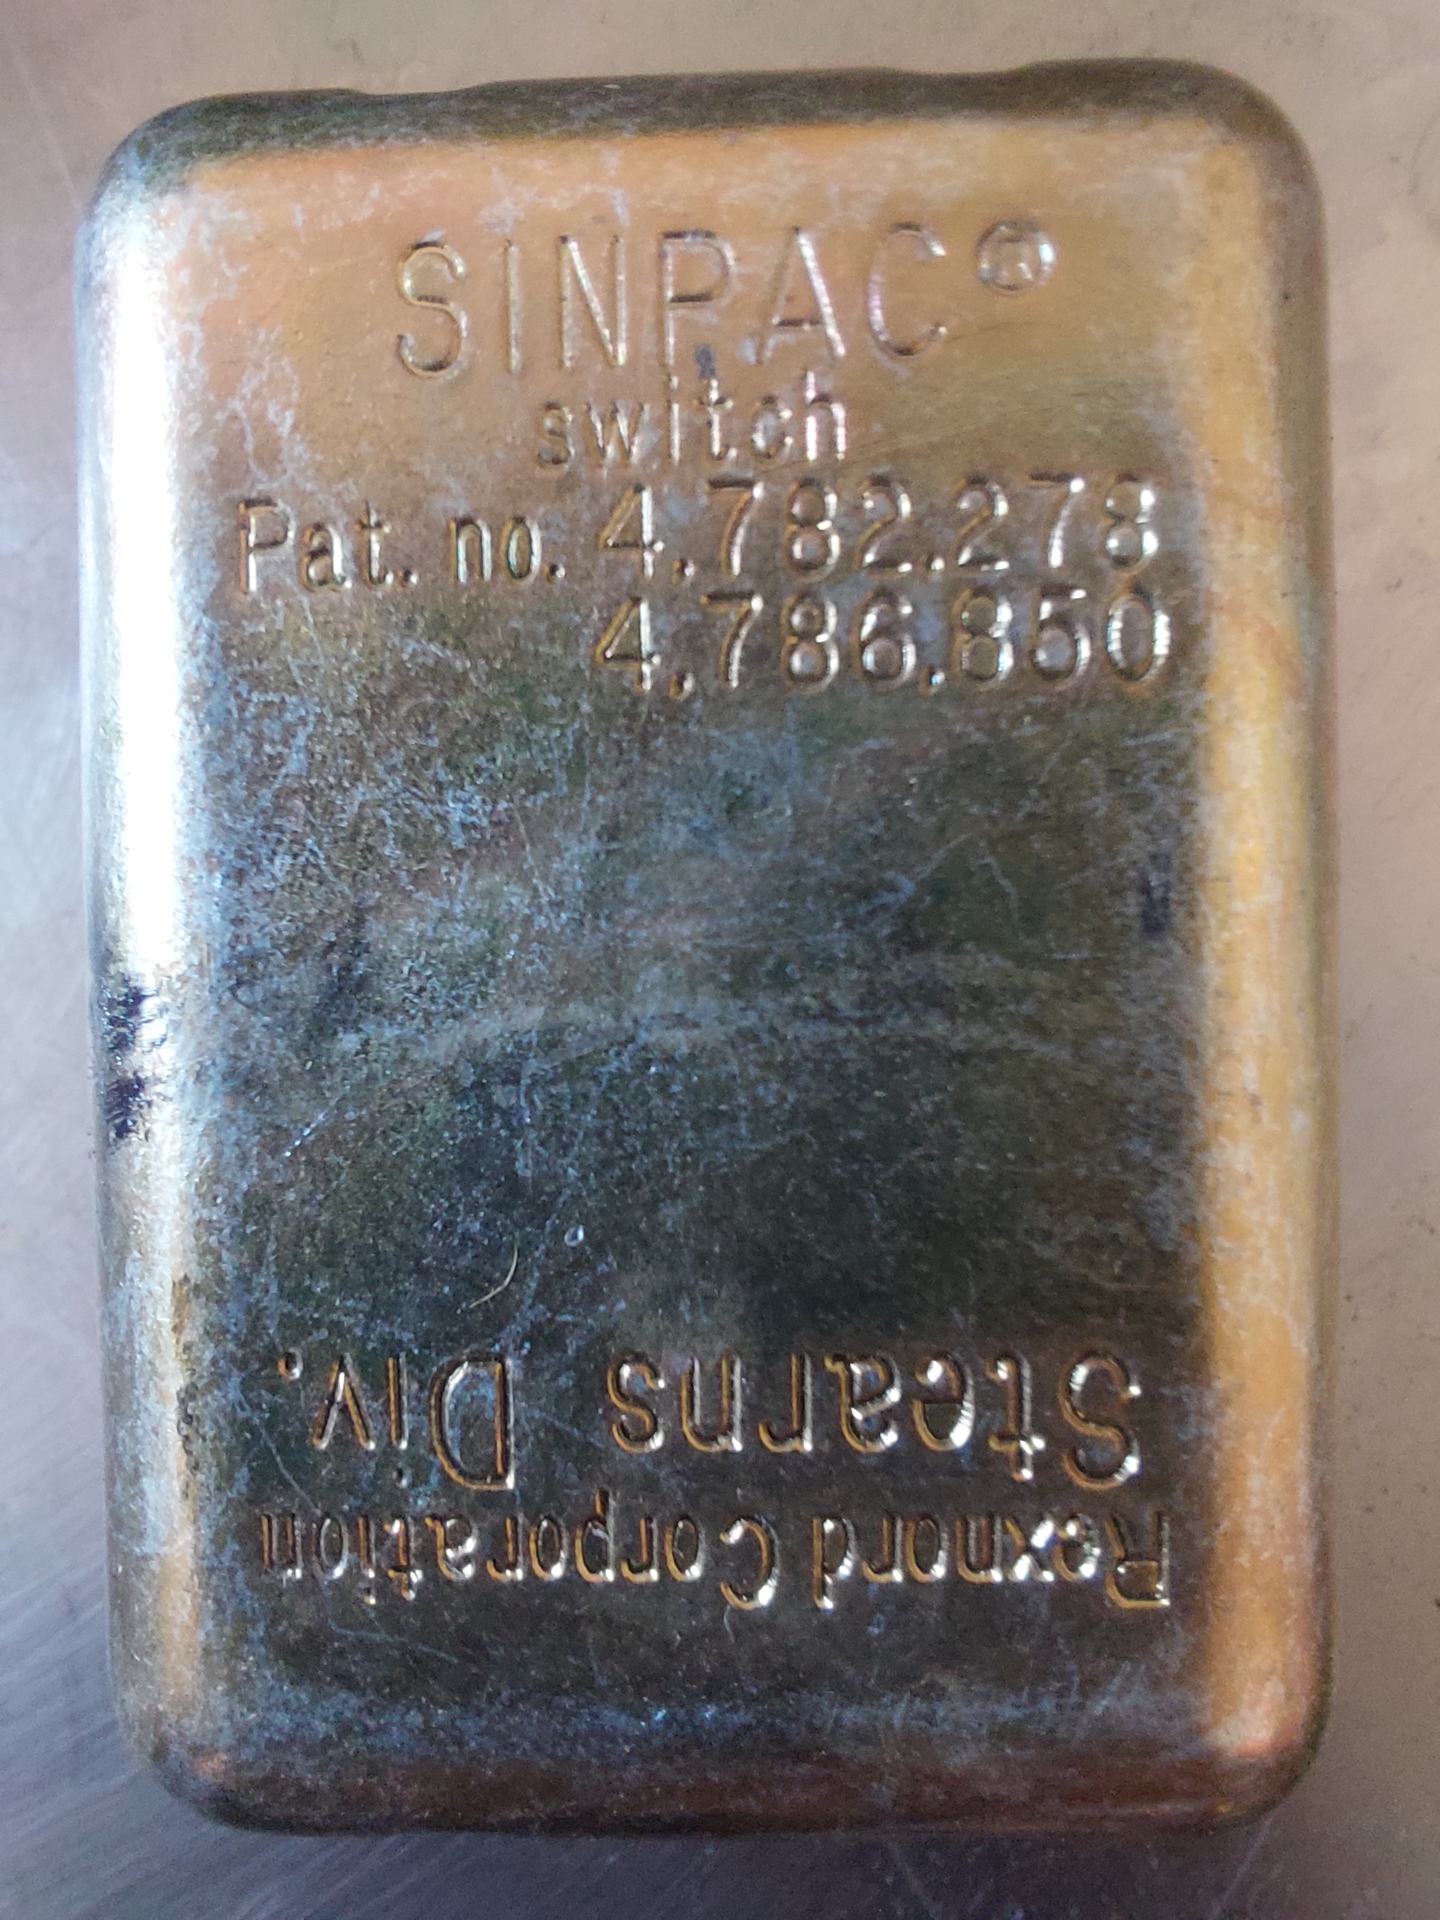 SINPAC®
switch
Pat. no. 4,782,278
4,786,850
Rexnord Corporation
Stearns Div.